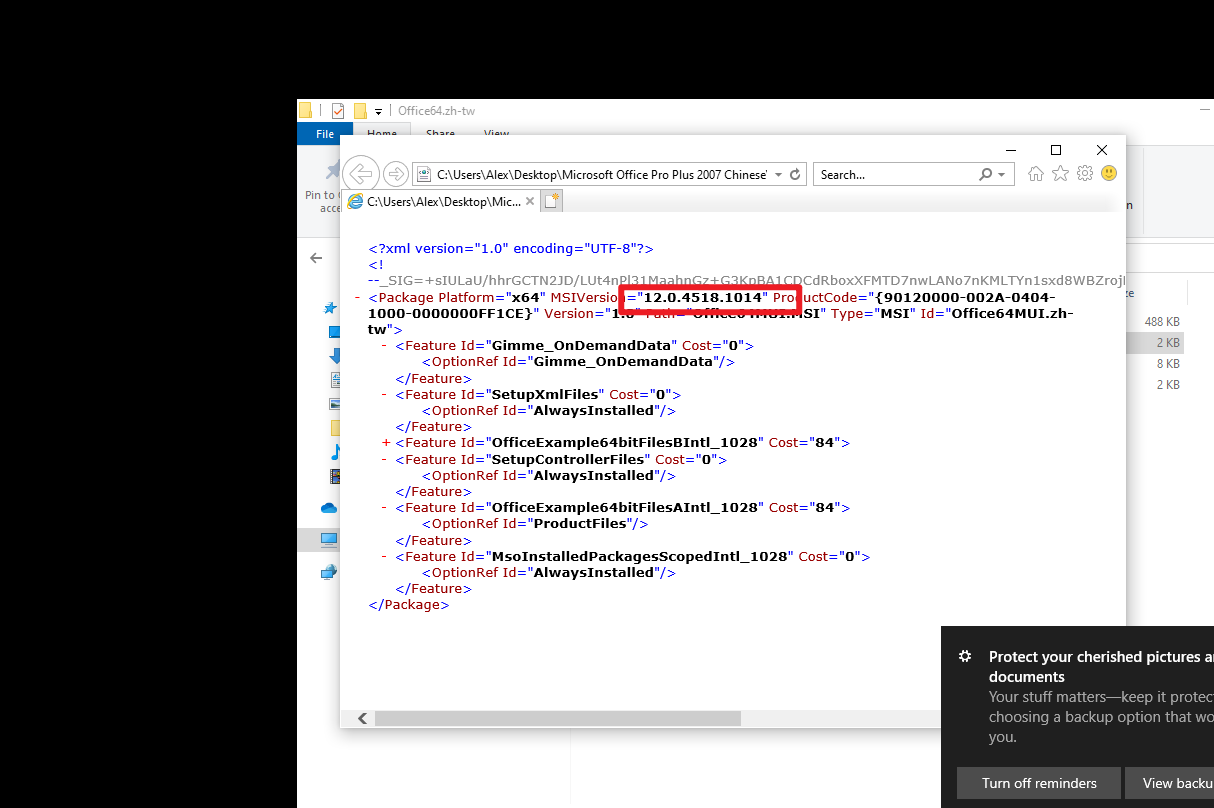 Office64.zh-tw
File
Home
Share
View
Pin to
acce
C:\Users\Alex\Desktop\Microsoft Office Pro Plus 2007 Chinese
Search...
C:\Users\Alex\Desktop\Mic...
<?xml version="1.0" encoding="UTF-8"?>
<!
--_SIG=+sIULaU/hhrGCTN2JD/LUt4nPl31MaahnGz+G3KpBA1CDCdRboxXFMTD7nwLANo7nKMLTYn1sxd8WBZroj
- <Package Platform="x64" MSIVersion="12.0.4518.1014" ProductCode="{90120000-002A-0404-
1000-0000000FF1CE}" Version="1.0" Path="Office64MUI.MSI" Type="MSI" Id="Office64MUI.zh-
tw">
- <Feature Id="Gimme_OnDemandData" Cost="0">
<OptionRef Id="Gimme_OnDemandData"/>
</Feature>
- <Feature Id="SetupXmlFiles" Cost="0">
<OptionRef Id="AlwaysInstalled"/>
</Feature>
+ <Feature Id="OfficeExample64bitFilesBIntl_1028" Cost="84">
- <Feature Id="SetupControllerFiles" Cost="0">
<OptionRef Id="AlwaysInstalled"/>
</Feature>
- <Feature Id="OfficeExample64bitFilesAIntl_1028" Cost="84">
<OptionRef Id="ProductFiles"/>
</Feature>
- <Feature Id="MsoInstalledPackagesScopedIntl_1028" Cost="0">
<OptionRef Id="AlwaysInstalled"/>
</Feature>
</Package>
488 KB
2 KB
8 KB
2 KB
Protect your cherished pictures a
documents
Your stuff matters—keep it protec
choosing a backup option that wo
you.
Turn off reminders
View backu